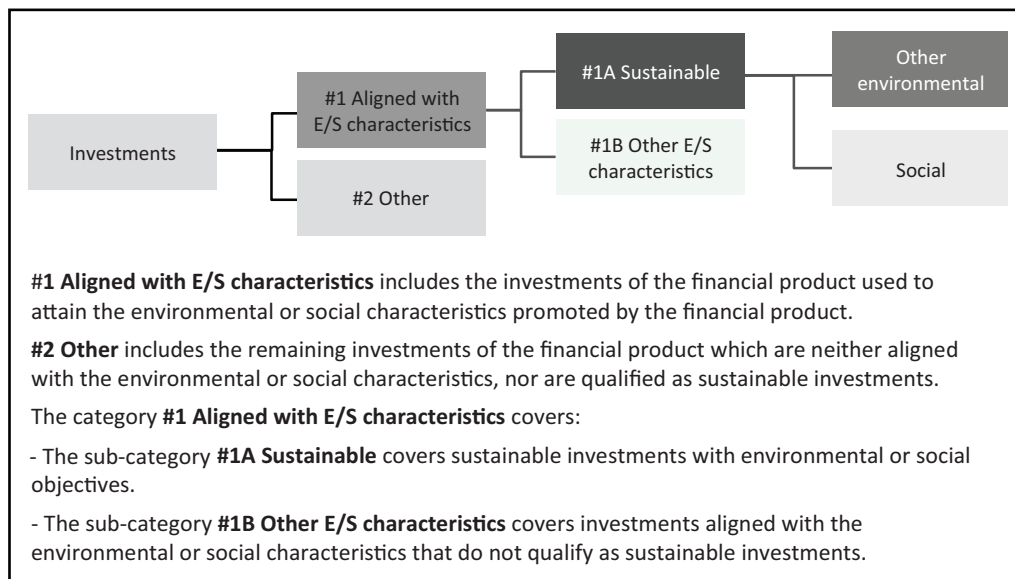 Investments
#1 Aligned with
E/S characteristics
#2 Other
#1A Sustainable
#1B Other E/S
characteristics
Other
environmental
Social
#1 Aligned with E/S characteristics includes the investments of the financial product used to
attain the environmental or social characteristics promoted by the financial product.
#2 Other includes the remaining investments of the financial product which are neither aligned
with the environmental or social characteristics, nor are qualified as sustainable investments.
The category #1 Aligned with E/S characteristics covers:
- The sub-category #1A Sustainable covers sustainable investments with environmental or social
objectives.
- The sub-category #1B Other E/S characteristics covers investments aligned with the
environmental or social characteristics that do not qualify as sustainable investments.